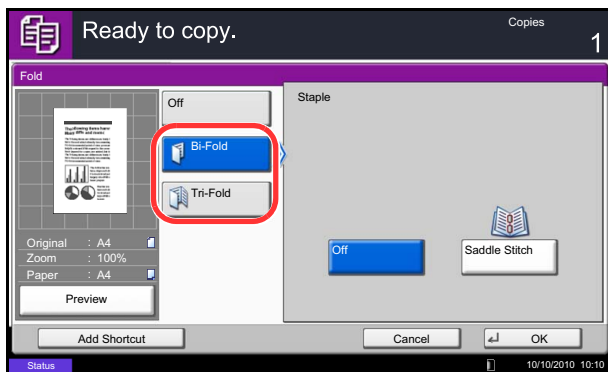 Ready to copy.
Copies
1
Fold
Off
Bi-Fold
Tri-Fold
Staple
Off
Saddle Stitch
Original : A4
Zoom : 100%
Paper : A4
Preview
Add Shortcut
Cancel
OK
Status
10/10/2010 10:10